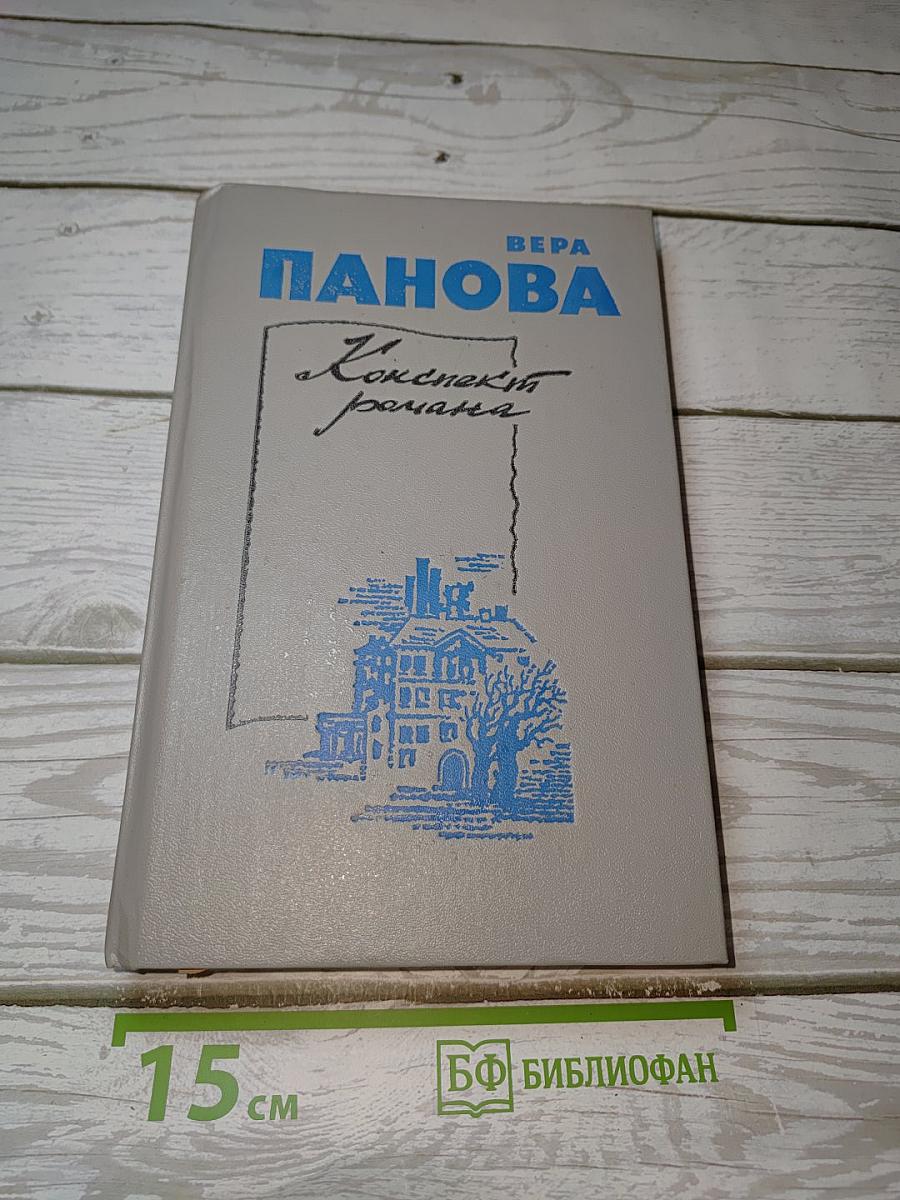 ВЕРА
ПАНОВА
Конспект
романа
15 см
БФ БИБЛИОФАН